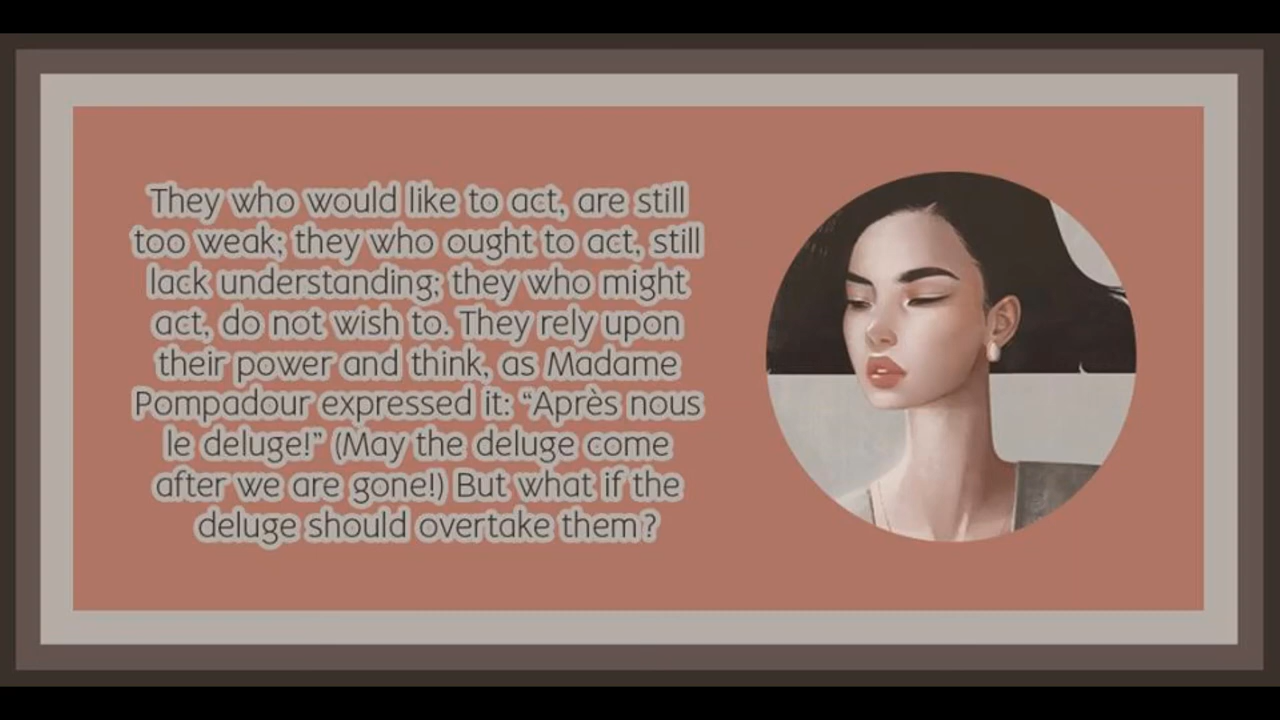 They who would like to act, are still
too weak; they who ought to act, still
lack understanding; they who might
act, do not wish to. They rely upon
their power and think, as Madame
Pompadour expressed it: “Après nous
le deluge!” (May the deluge come
after we are gone!) But what if the
deluge should overtake them?